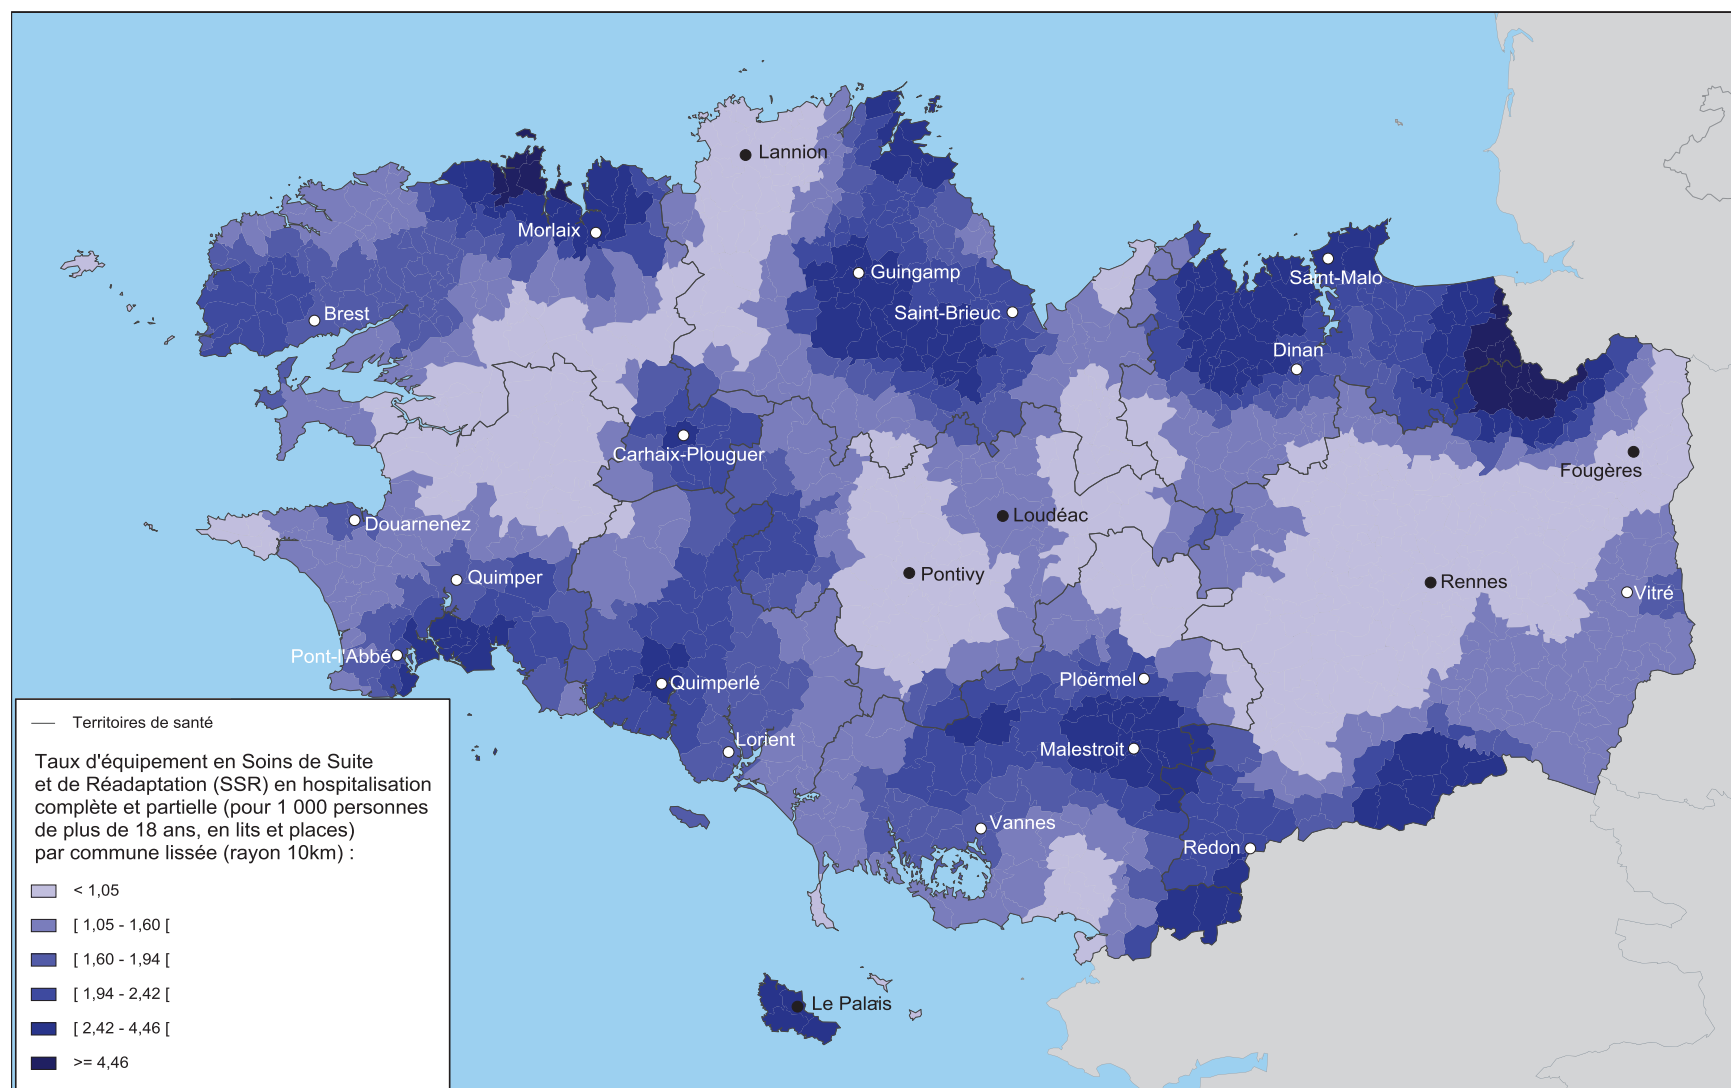 Lannion
Morlaix
Guingamp
Saint-Malo
Brest
Saint-Brieuc
Dinan
Carhaix-Plouguer
Fougères
Douarnenez
Loudéac
Quimper
Pontivy
Rennes
Vitré
Pont-l'Abbé
Quimperlé
Ploërmel
Lorient
Malestroit
Vannes
Redon
Le Palais
Territoires de santé
Taux d'équipement en Soins de Suite
et de Réadaptation (SSR) en hospitalisation
complète et partielle (pour 1 000 personnes
de plus de 18 ans, en lits et places)
par commune lissée (rayon 10km) :
< 1,05
[ 1,05 - 1,60 [
[ 1,60 - 1,94 [
[ 1,94 - 2,42 [
[ 2,42 - 4,46 [
>= 4,46